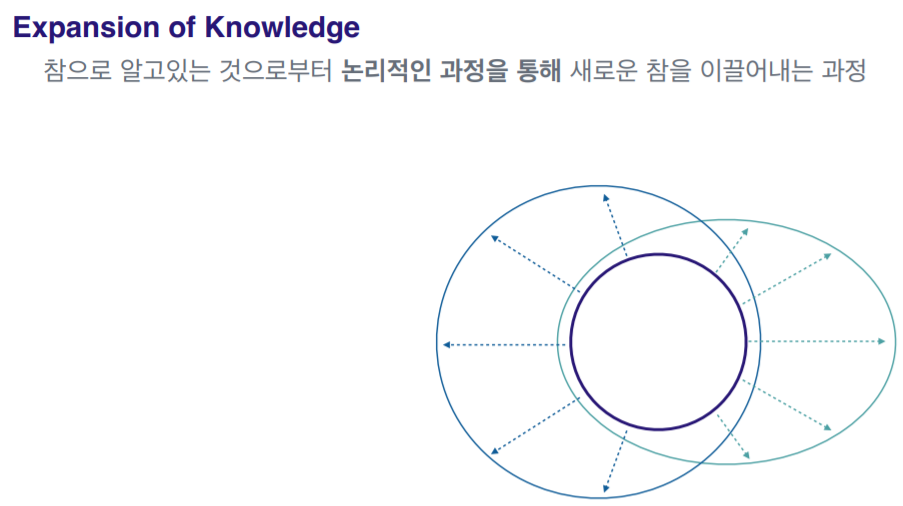 Expansion of Knowledge
참으로 알고있는 것으로부터 논리적인 과정을 통해 새로운 참을 이끌어내는 과정